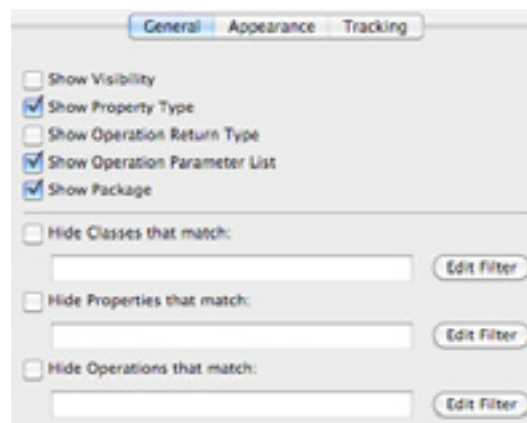 General Appearance Tracking
Show Visibility
Show Property Type
Show Operation Return Type
Show Operation Parameter List
Show Package
Hide Classes that match:
Edit Filter
Hide Properties that match:
Edit Filter
Hide Operations that match:
Edit Filter